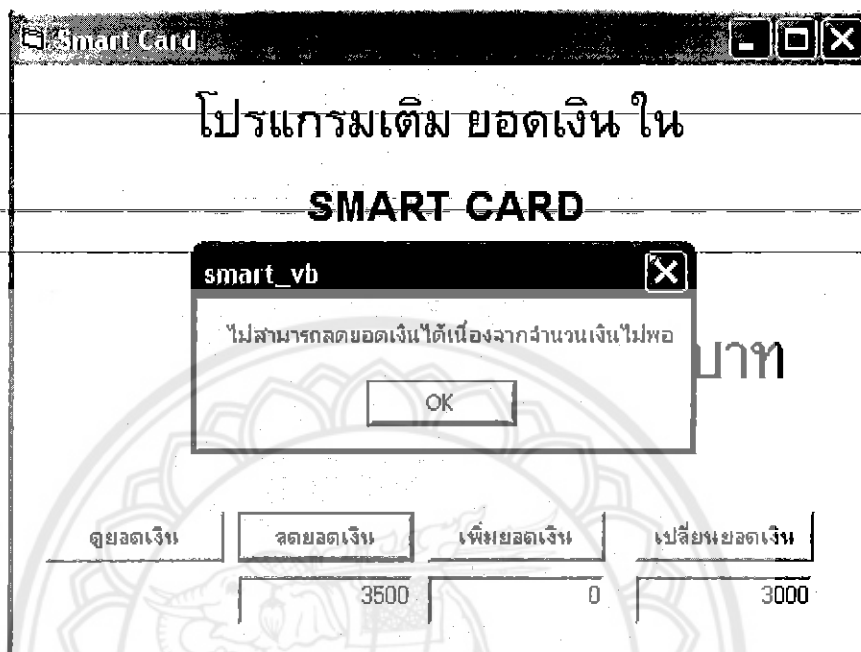 Smart Card
โปรแกรมเติม ยอดเงิน ใน
SMART CARD
smart_vb
ไม่สามารถลดยอดเงินได้เนื่องจากจำนวนเงินไม่พอ
บาท
OK
ดูยอดเงิน ลดยอดเงิน เพิ่มยอดเงิน เปลี่ยนยอดเงิน
3500 0 3000